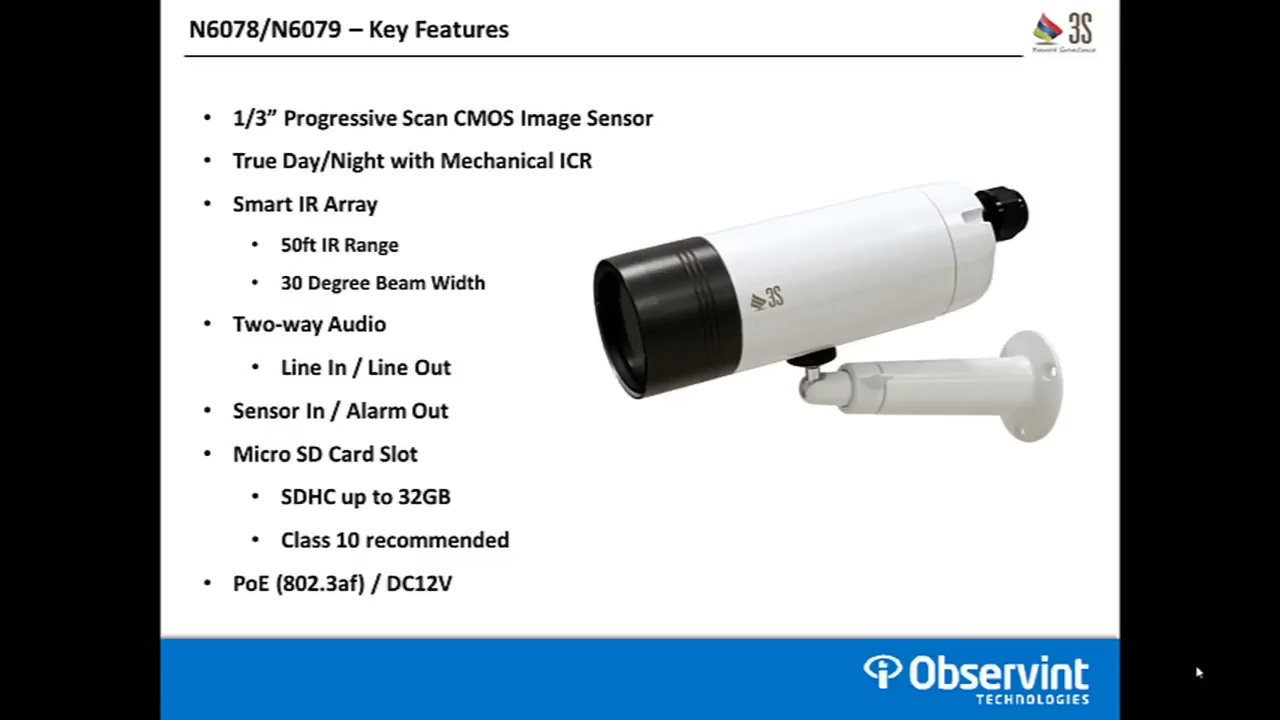 N6078/N6079 – Key Features
3S
Network Surveillance
• 1/3” Progressive Scan CMOS Image Sensor
• True Day/Night with Mechanical ICR
• Smart IR Array
• 50ft IR Range
• 30 Degree Beam Width
• Two-way Audio
• Line In / Line Out
• Sensor In / Alarm Out
• Micro SD Card Slot
• SDHC up to 32GB
• Class 10 recommended
• PoE (802.3af) / DC12V
3S
Observint
TECHNOLOGIES